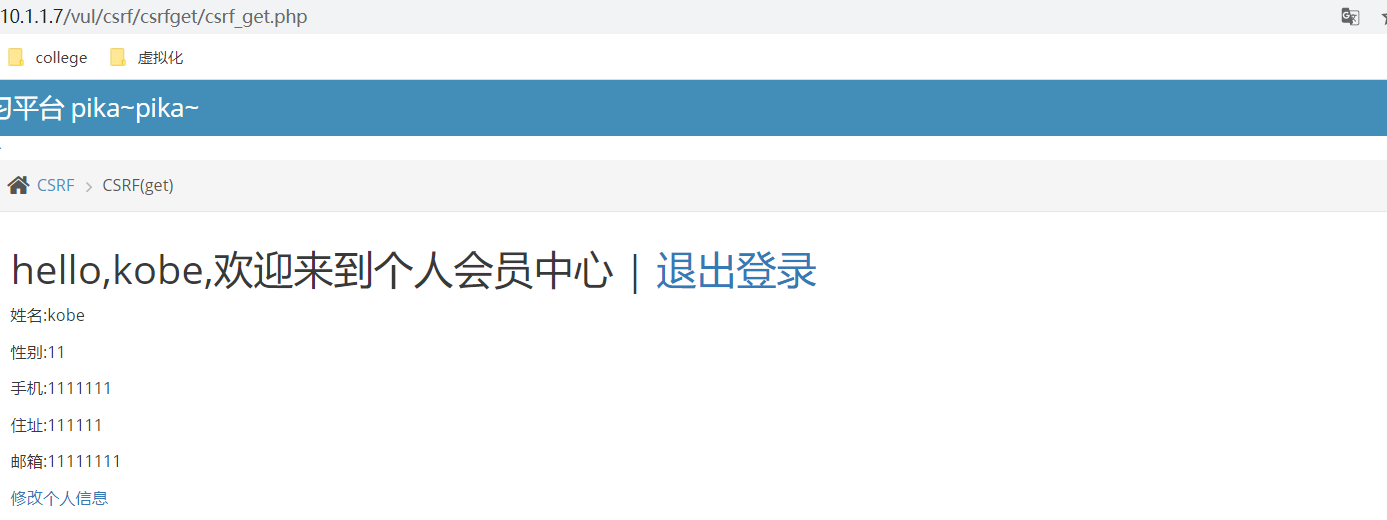 10.1.1.7/vul/csrf/csrfget/csrf_get.php
college 虚拟化
习平台 pika~pika~
CSRF > CSRF(get)
hello,kobe,欢迎来到个人会员中心 | 退出登录
姓名:kobe
性别:11
手机:1111111
住址:111111
邮箱:11111111
修改个人信息